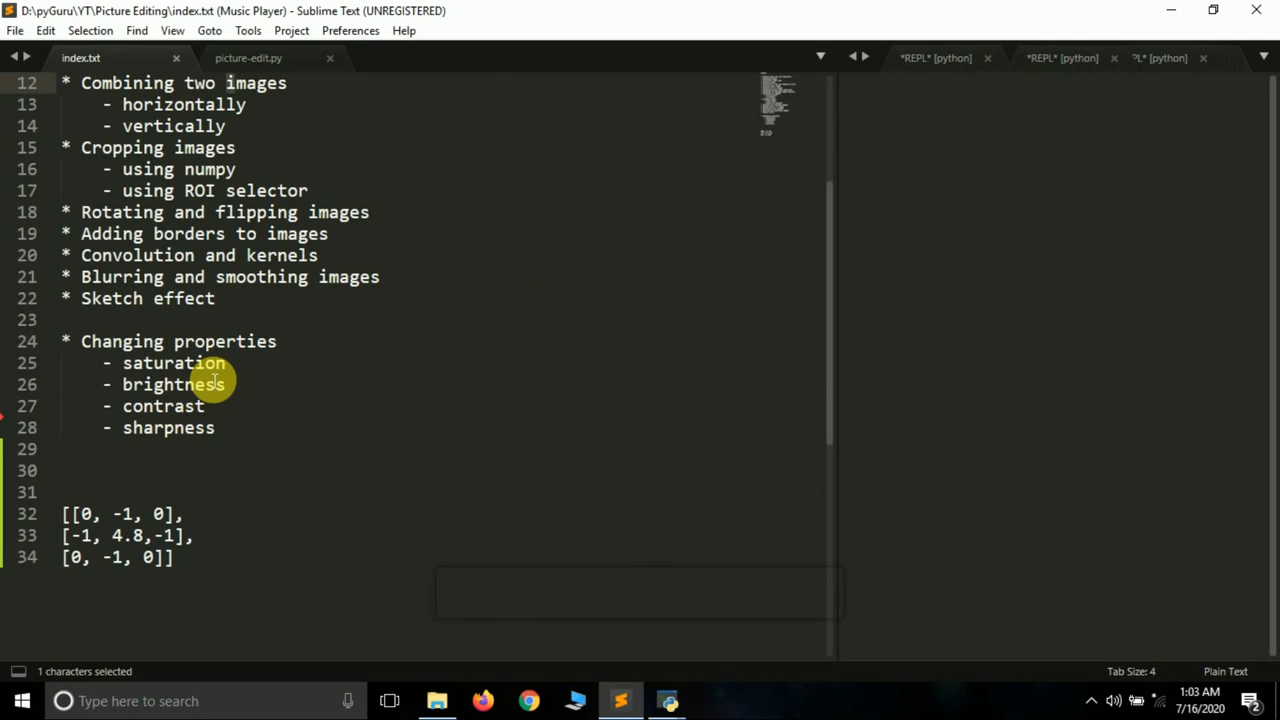 D:\pyGuru\YT\Picture Editing\index.txt (Music Player) - Sublime Text (UNREGISTERED)
File Edit Selection Find View Goto Tools Project Preferences Help
index.txt × picture-edit.py × *REPL* [python] × *REPL* [python] × PL* [python] ×
12 * Combining two images
13 - horizontally
14 - vertically
15 * Cropping images
16 - using numpy
17 - using ROI selector
18 * Rotating and flipping images
19 * Adding borders to images
20 * Convolution and kernels
21 * Blurring and smoothing images
22 * Sketch effect
23
24 * Changing properties
25 - saturation
26 - brightness
27 - contrast
28 - sharpness
29
30
31
32 [[0, -1, 0],
33 [-1, 4.8,-1],
34 [0, -1, 0]]
1 characters selected Tab Size: 4 Plain Text
Type here to search
1:03 AM
7/16/2020
2